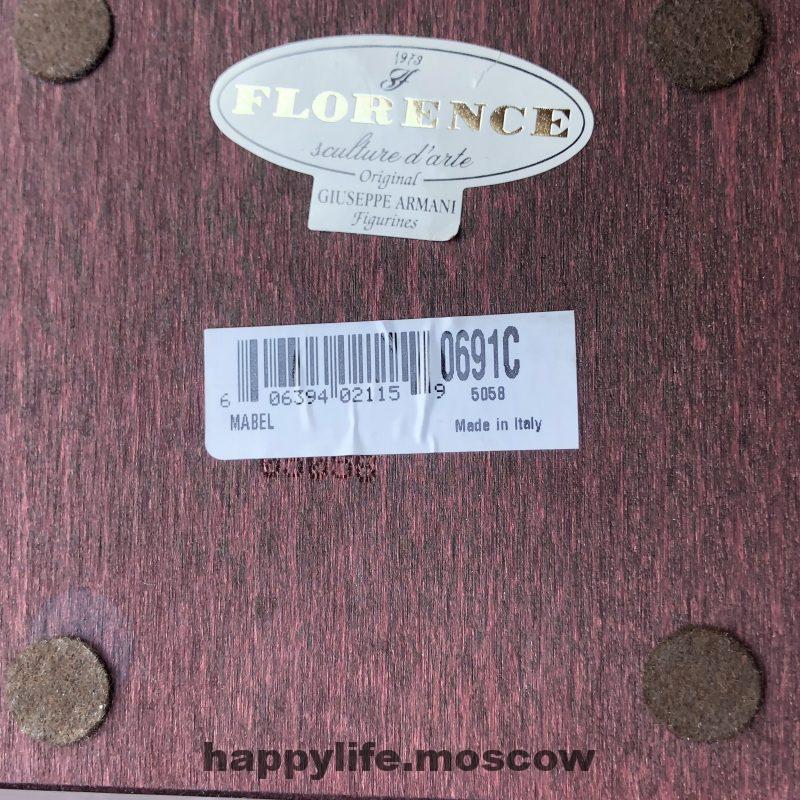 1973
FLORENCE
sculture d'arte
Original
GIUSEPPE ARMANI
Figurines
0691C
6 06394 02115 9
5058
MABEL
Made in Italy
happylife.moscow